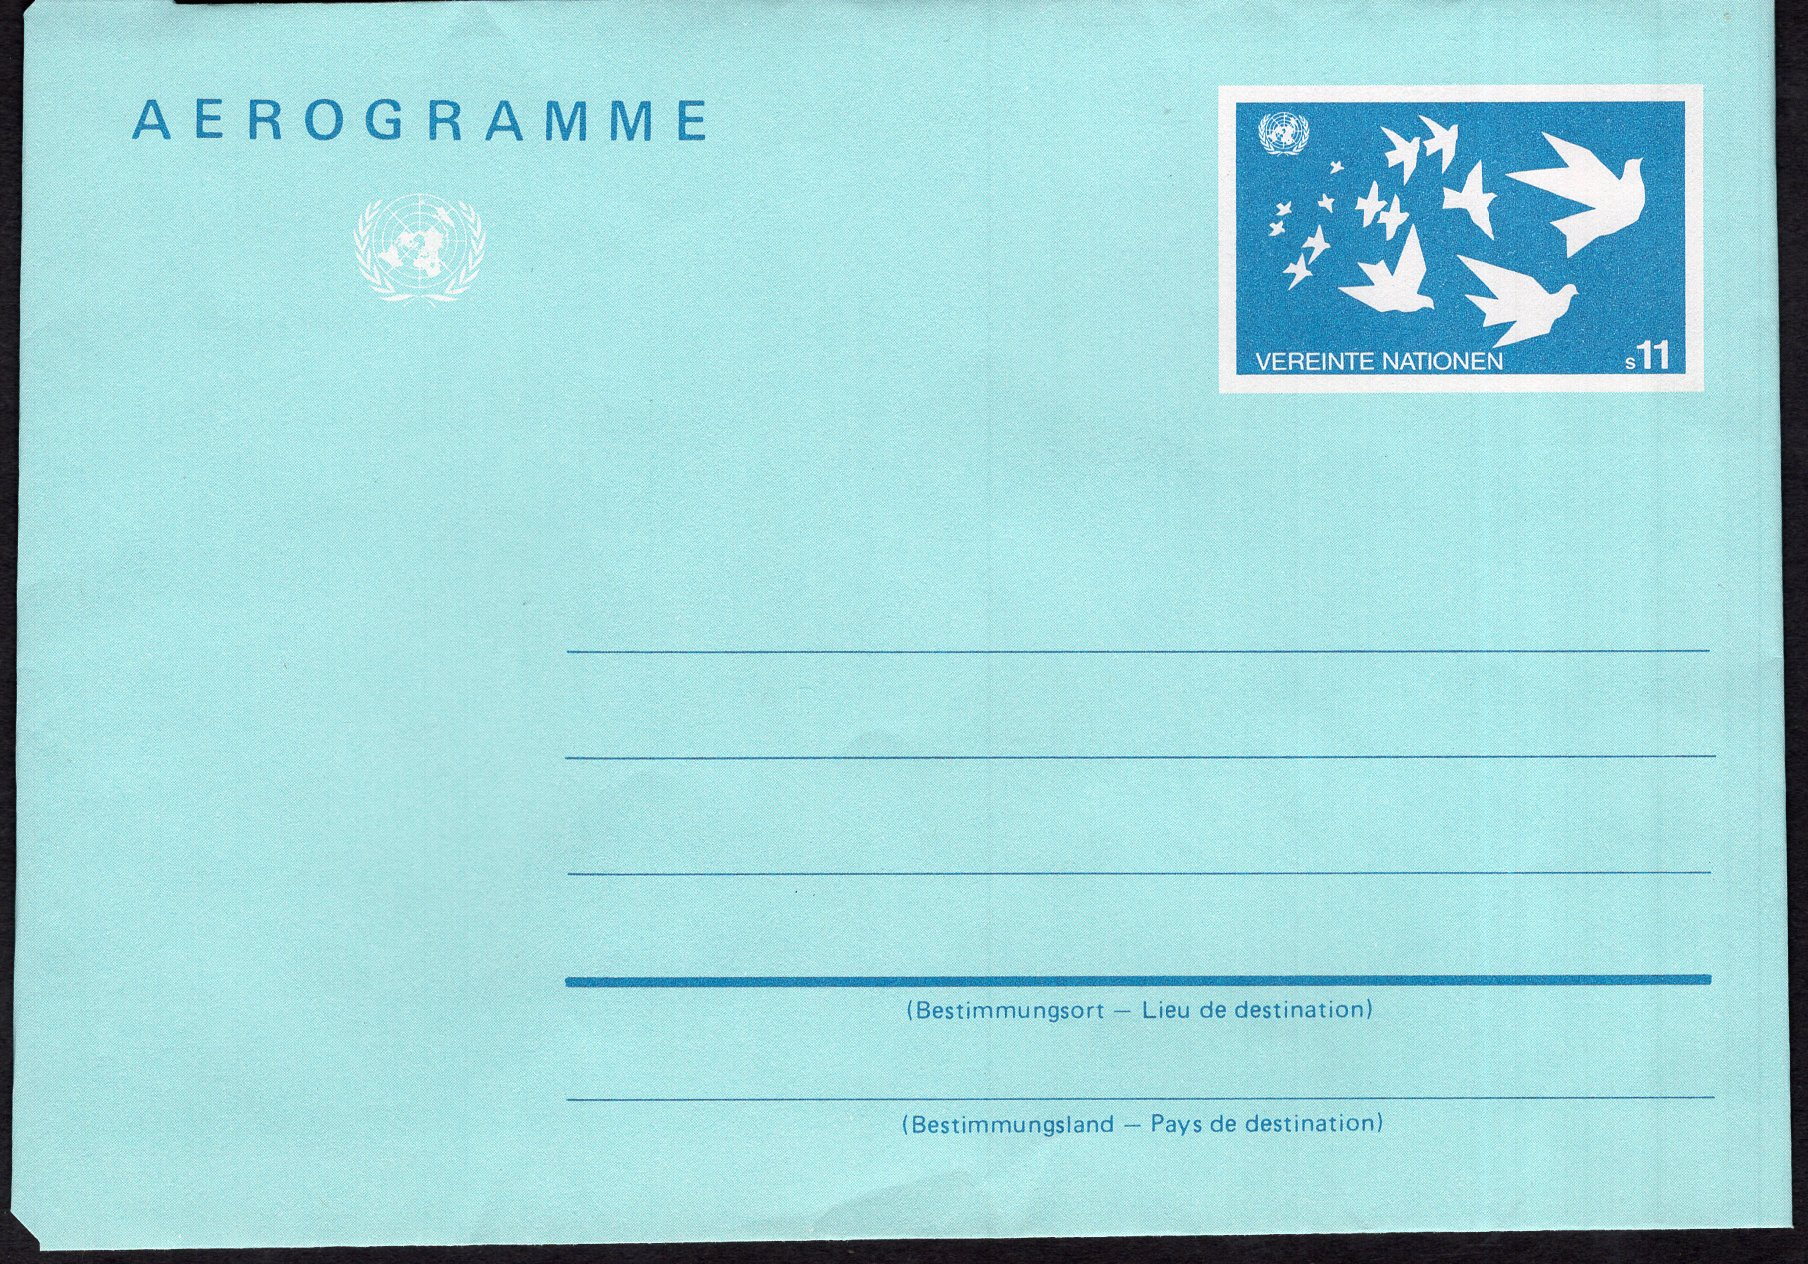 AEROGRAMME
VEREINTE NATIONEN
s11
(Bestimmungsort — Lieu de destination)
(Bestimmungsland — Pays de destination)